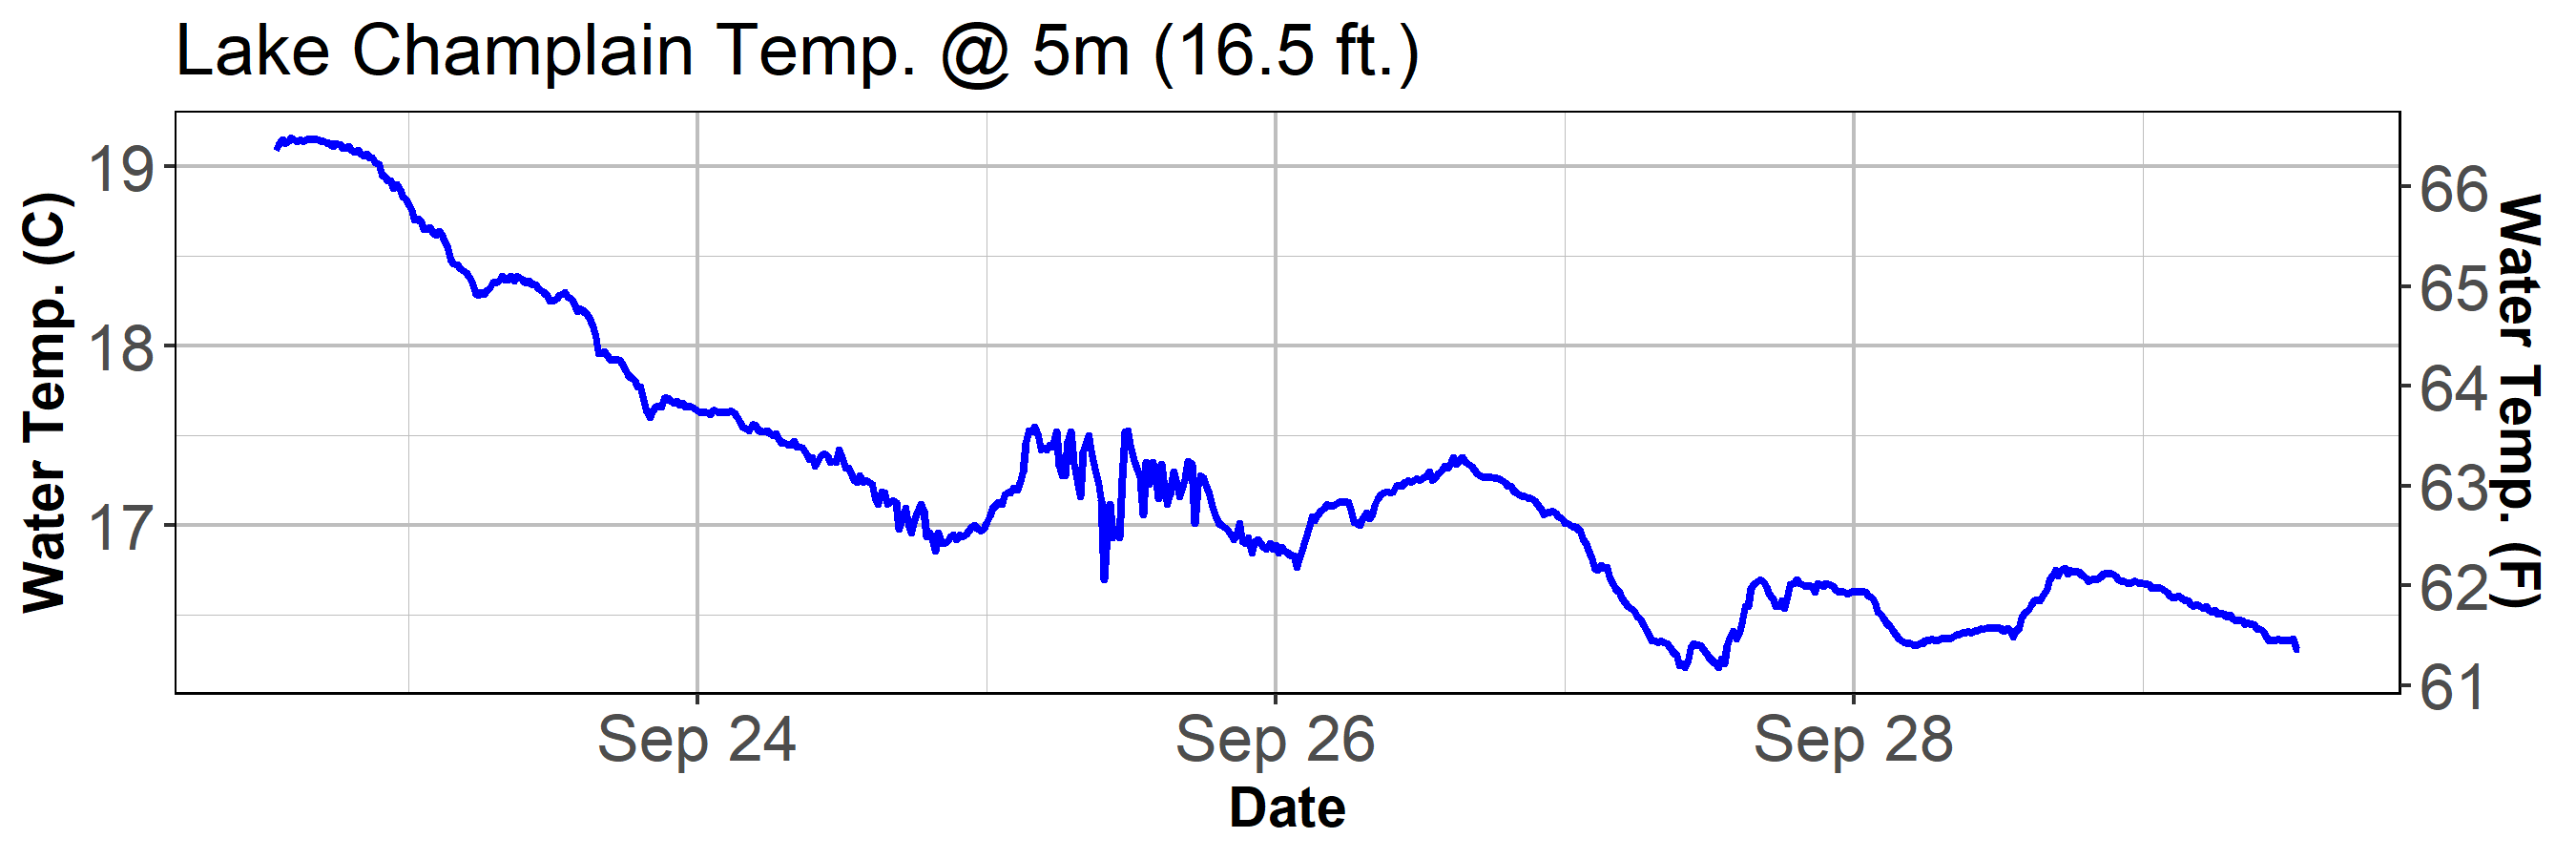 Lake Champlain Temp. @ 5m (16.5 ft.)
Water Temp. (C)
19
18
17
66
65
64
63
62
61
Water Temp. (F)
Sep 24
Sep 26
Sep 28
Date